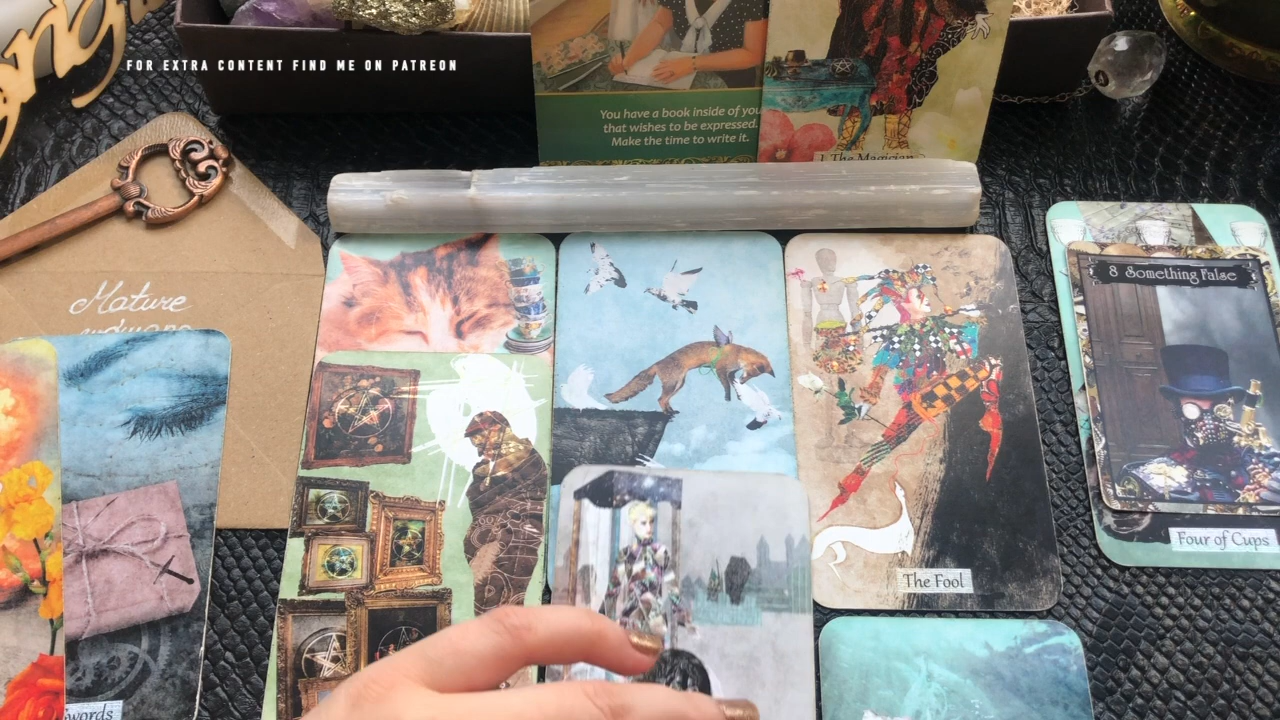 FOR EXTRA CONTENT FIND ME ON PATREON
You have a book inside of you
that wishes to be expressed.
Make the time to write it.
I The Magician
Mature
8 Something False
Four of Cups
The Fool
words